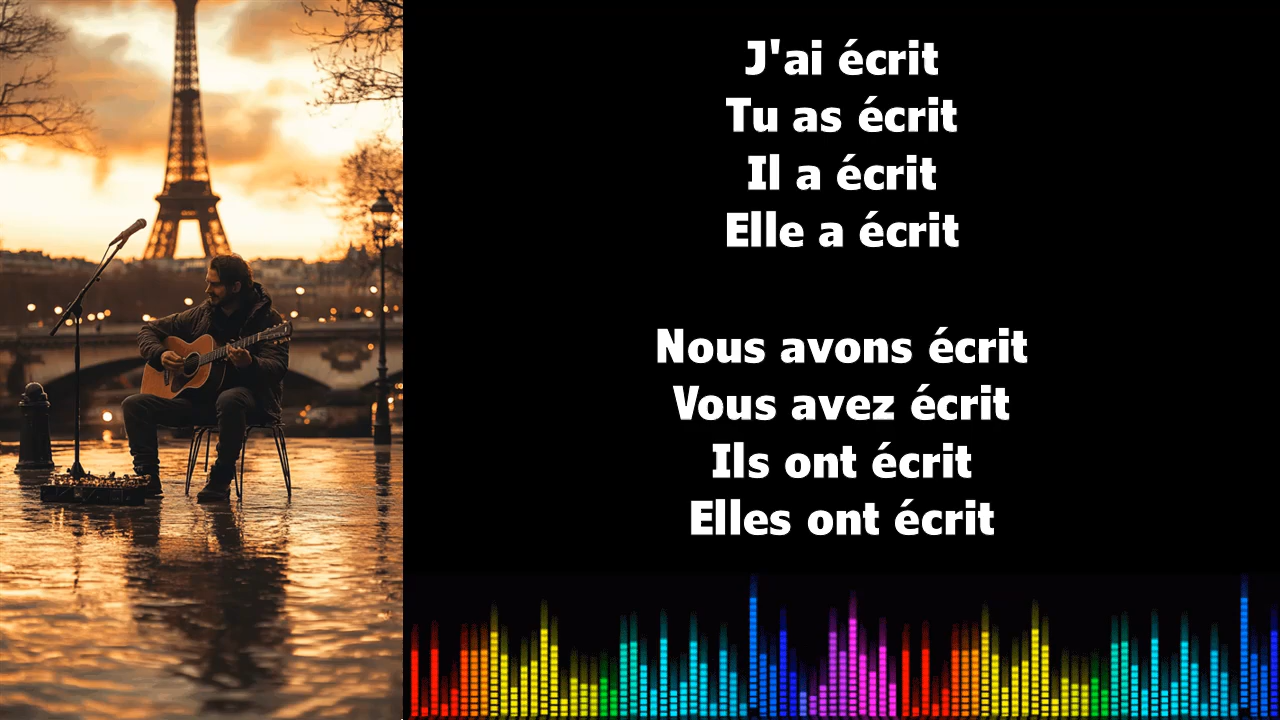 J'ai écrit
Tu as écrit
Il a écrit
Elle a écrit
Nous avons écrit
Vous avez écrit
Ils ont écrit
Elles ont écrit